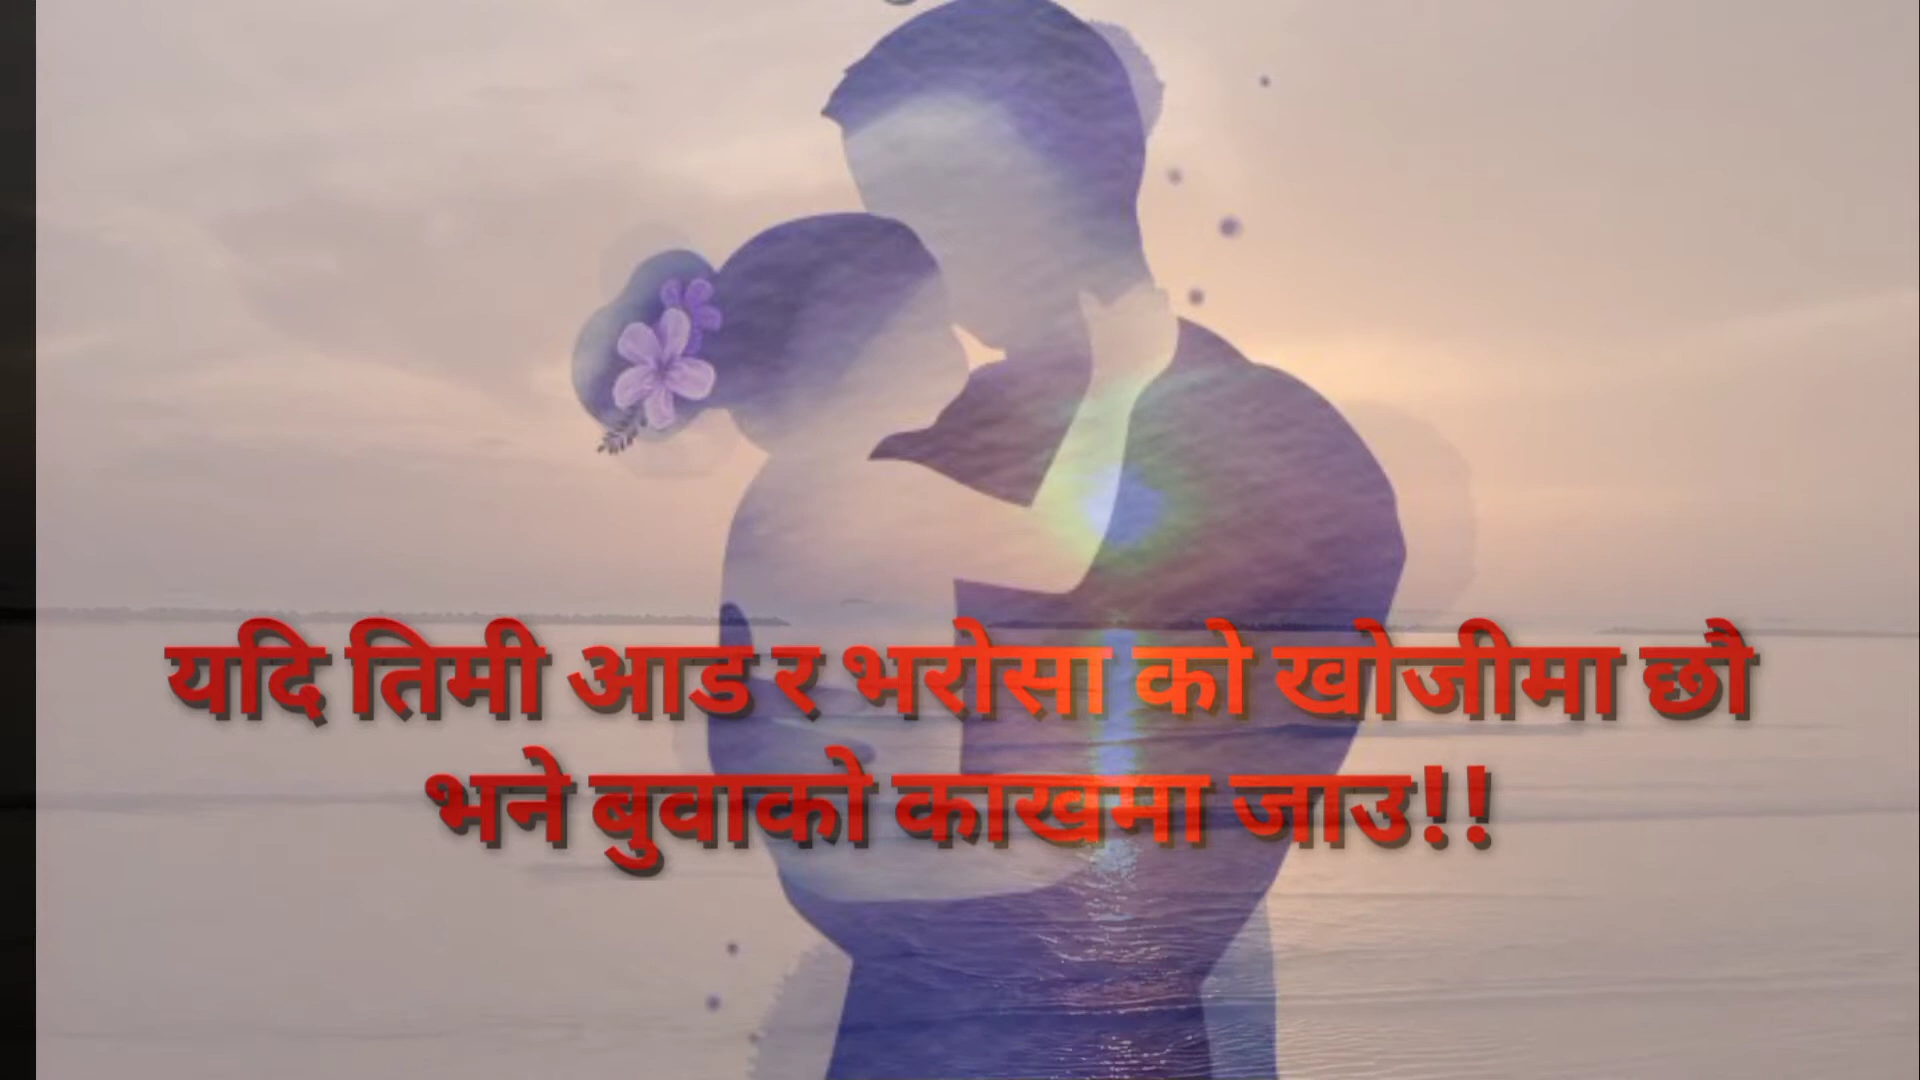 यदि तिमी आड र भरोसा को खोजीमा छौ
भने बुवाको काखमा जाउ!!